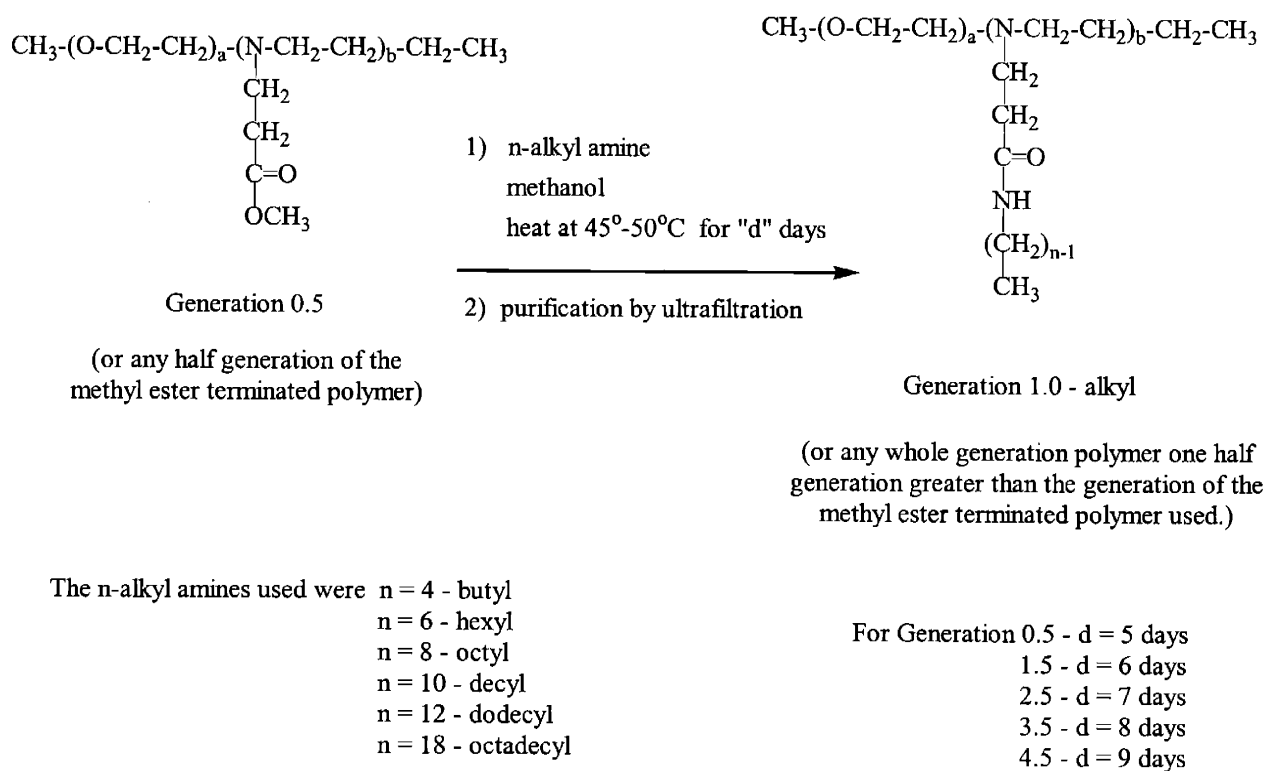 CH3-(O-CH2-CH2)a-(N-CH2-CH2)b-CH2-CH3
CH2
CH2
C=O
OCH3
Generation 0.5
(or any half generation of the
methyl ester terminated polymer)
1) n-alkyl amine
methanol
heat at 45°-50°C for "d" days
2) purification by ultrafiltration
CH3-(O-CH2-CH2)a-(N-CH2-CH2)b-CH2-CH3
CH2
CH2
C=O
NH
(CH2)n-1
CH3
Generation 1.0 - alkyl
(or any whole generation polymer one half
generation greater than the generation of the
methyl ester terminated polymer used.)
The n-alkyl amines used were n = 4 - butyl
n = 6 - hexyl
n = 8 - octyl
n = 10 - decyl
n = 12 - dodecyl
n = 18 - octadecyl
For Generation 0.5 - d = 5 days
1.5 - d = 6 days
2.5 - d = 7 days
3.5 - d = 8 days
4.5 - d = 9 days